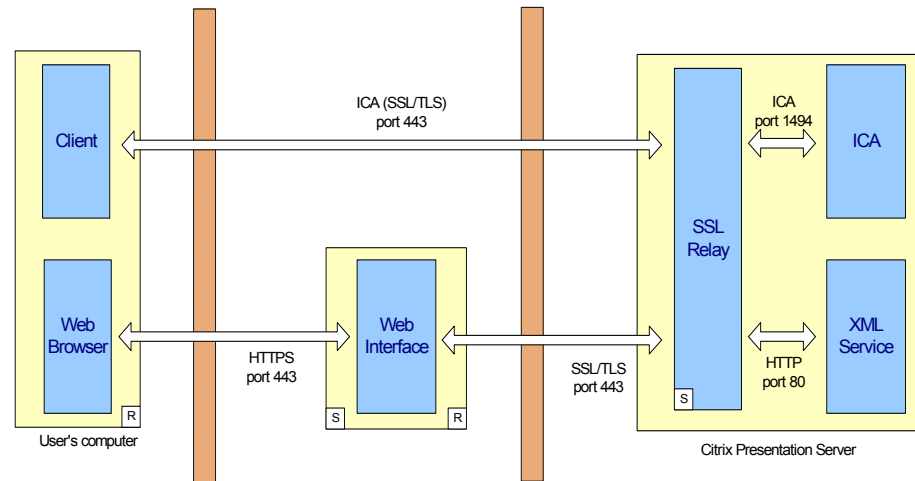 ICA (SSL/TLS)
port 443
ICA
port 1494
Client
ICA
SSL
Relay
Web
Browser
Web
Interface
XML
Service
HTTPS
port 443
SSL/TLS
port 443
HTTP
port 80
R
S
R
S
User's computer
Citrix Presentation Server